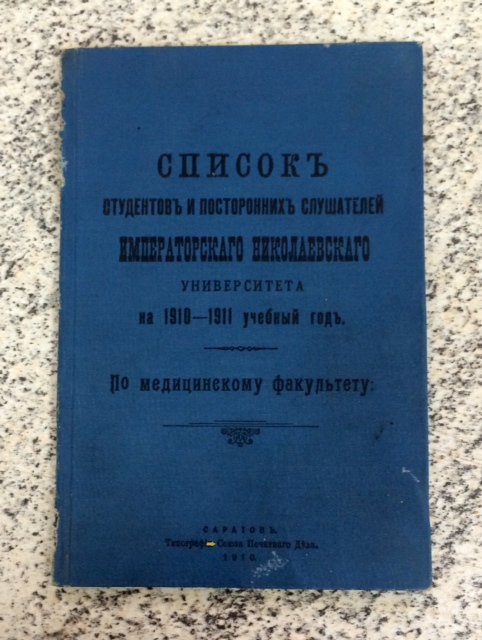 СПИСОКЪ
СТУДЕНТОВЪ И ПОСТОРОННИХЪ СЛУШАТЕЛЕЙ
ИМПЕРАТОРСКАГО НИКОЛАЕВСКАГО
УНИВЕРСИТЕТА
на 1910—1911 учебный годъ.
По медицинскому факультету:
САРАТОВЪ.
Типографія Союза Печатнаго Дѣла.
1910.